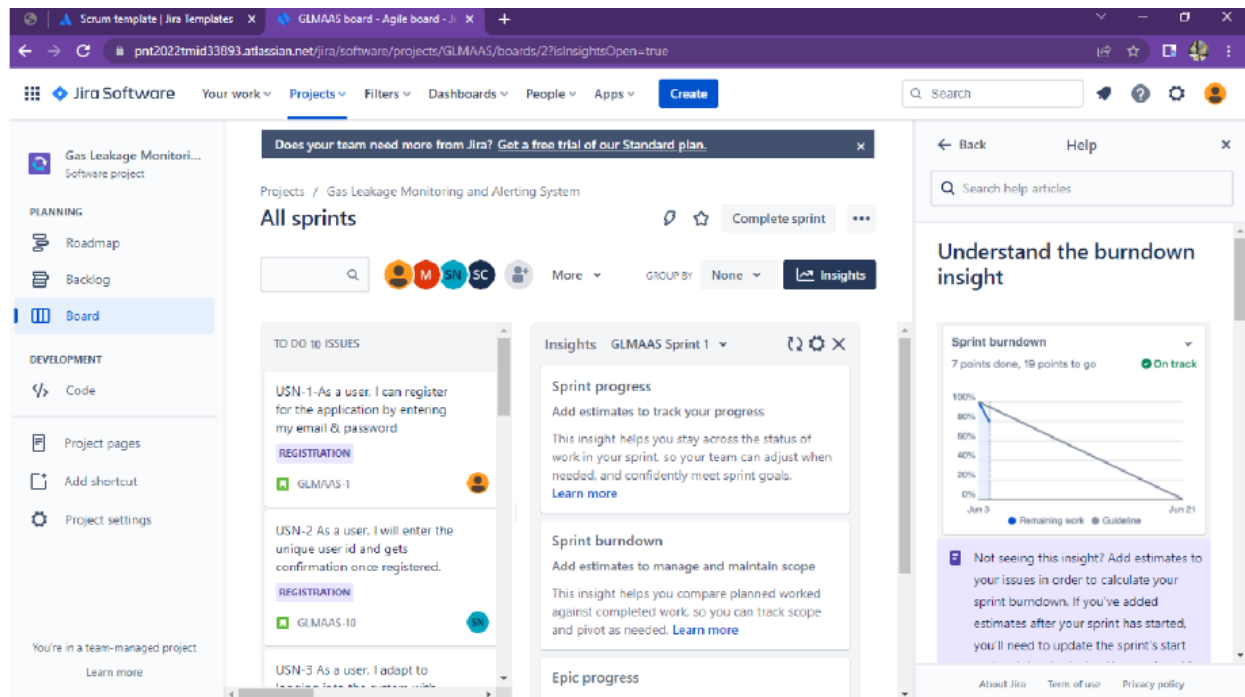 Scrum template | Jira Templates
GLMAAS board - Agile board - Ji
pnt2022tmid33893.atlassian.net/jira/software/projects/GLMAAS/boards/2?isInsightsOpen=true
Jira Software Your work Projects Filters Dashboards People Apps Create Search
Gas Leakage Monitori...
Software project
PLANNING
Roadmap
Backlog
Board
DEVELOPMENT
Code
Project pages
Add shortcut
Project settings
You're in a team-managed project
Learn more
Does your team need more from Jira? Get a free trial of our Standard plan.
Projects / Gas Leakage Monitoring and Alerting System
All sprints
Complete sprint
M SN SC More GROUP BY None Insights
TO DO 10 ISSUES
USN-1-As a user, I can register
for the application by entering
my email & password
REGISTRATION
GLMAAS-1
USN-2 As a user, I will enter the
unique user id and gets
confirmation once registered.
REGISTRATION
GLMAAS-10
SN
USN-3 As a user, I adapt to
logging into the system with
Insights GLMAAS Sprint 1
Sprint progress
Add estimates to track your progress
This insight helps you stay across the status of
work in your sprint, so your team can adjust when
needed, and confidently meet sprint goals.
Learn more
Sprint burndown
Add estimates to manage and maintain scope
This insight helps you compare planned worked
against completed work, so you can track scope
and pivot as needed. Learn more
Epic progress
Back Help
Search help articles
Understand the burndown
insight
Sprint burndown
7 points done, 19 points to go On track
100%
80%
60%
40%
20%
0%
Jun 3 Jun 21
Remaining work Guideline
Not seeing this insight? Add estimates to
your issues in order to calculate your
sprint burndown. If you've added
estimates after your sprint has started,
you'll need to update the sprint's start
About Jira Term of use Privacy policy